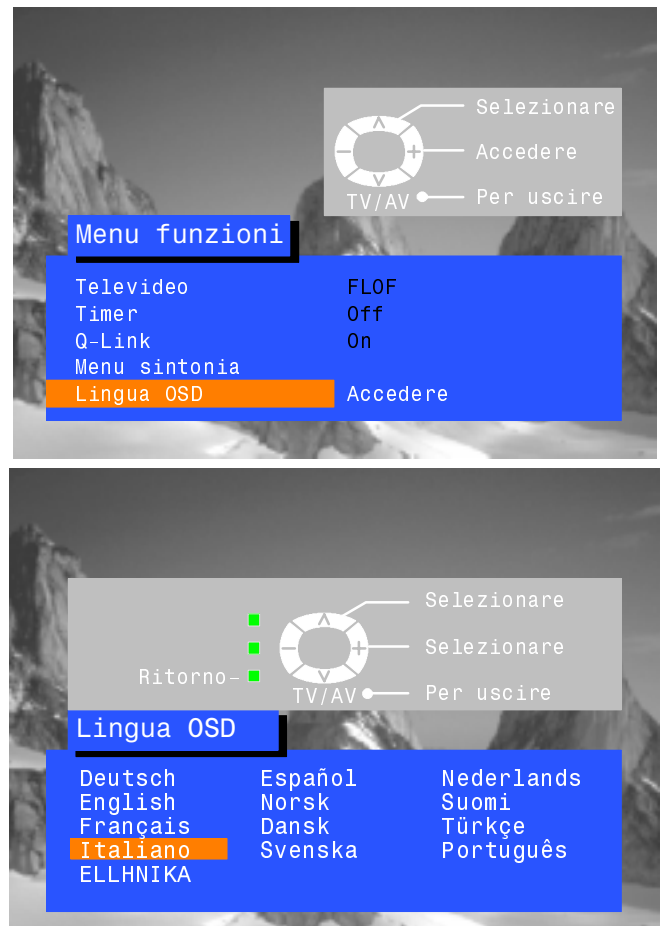 Selezionare
Accedere
TV/AV Per uscire
Menu funzioni
Televideo FLOF
Timer Off
Q-Link On
Menu sintonia
Lingua OSD Accedere
Selezionare
Selezionare
Ritorno
TV/AV Per uscire
Lingua OSD
Deutsch Español Nederlands
English Norsk Suomi
Français Dansk Türkçe
Italiano Svenska Português
ELLHNIKA